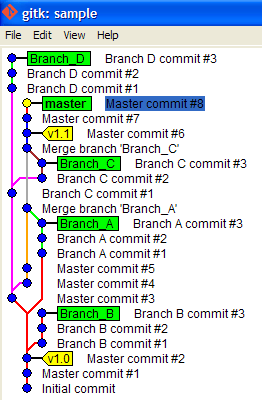 gitk: sample
File Edit View Help
Branch_D Branch D commit #3
Branch D commit #2
Branch D commit #1
master Master commit #8
Master commit #7
v1.1 Master commit #6
Merge branch 'Branch_C'
Branch_C Branch C commit #3
Branch C commit #2
Branch C commit #1
Merge branch 'Branch_A'
Branch_A Branch A commit #3
Branch A commit #2
Branch A commit #1
Master commit #5
Master commit #4
Master commit #3
Branch_B Branch B commit #3
Branch B commit #2
Branch B commit #1
v1.0 Master commit #2
Master commit #1
Initial commit